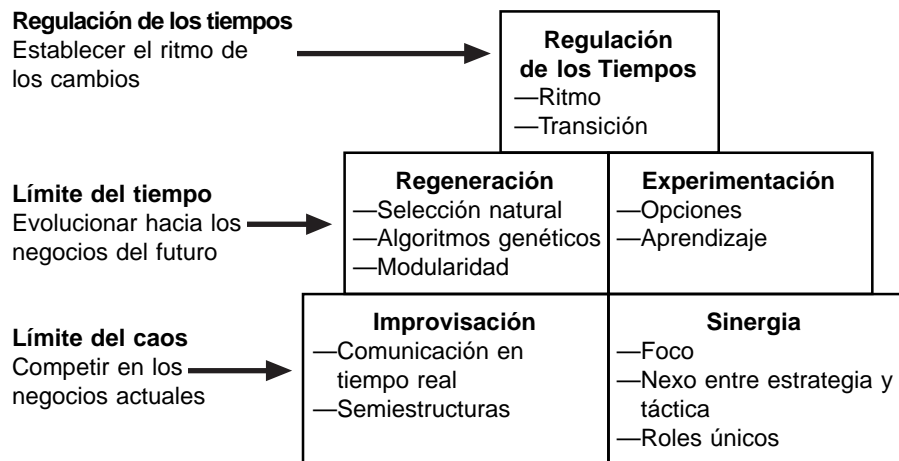 Regulación de los tiempos
Establecer el ritmo de
los cambios
Regulación
de los Tiempos
—Ritmo
—Transición
Límite del tiempo
Evolucionar hacia los
negocios del futuro
Regeneración
—Selección natural
—Algoritmos genéticos
—Modularidad
Experimentación
—Opciones
—Aprendizaje
Límite del caos
Competir en los
negocios actuales
Improvisación
—Comunicación en
tiempo real
—Semiestructuras
Sinergia
—Foco
—Nexo entre estrategia y
táctica
—Roles únicos